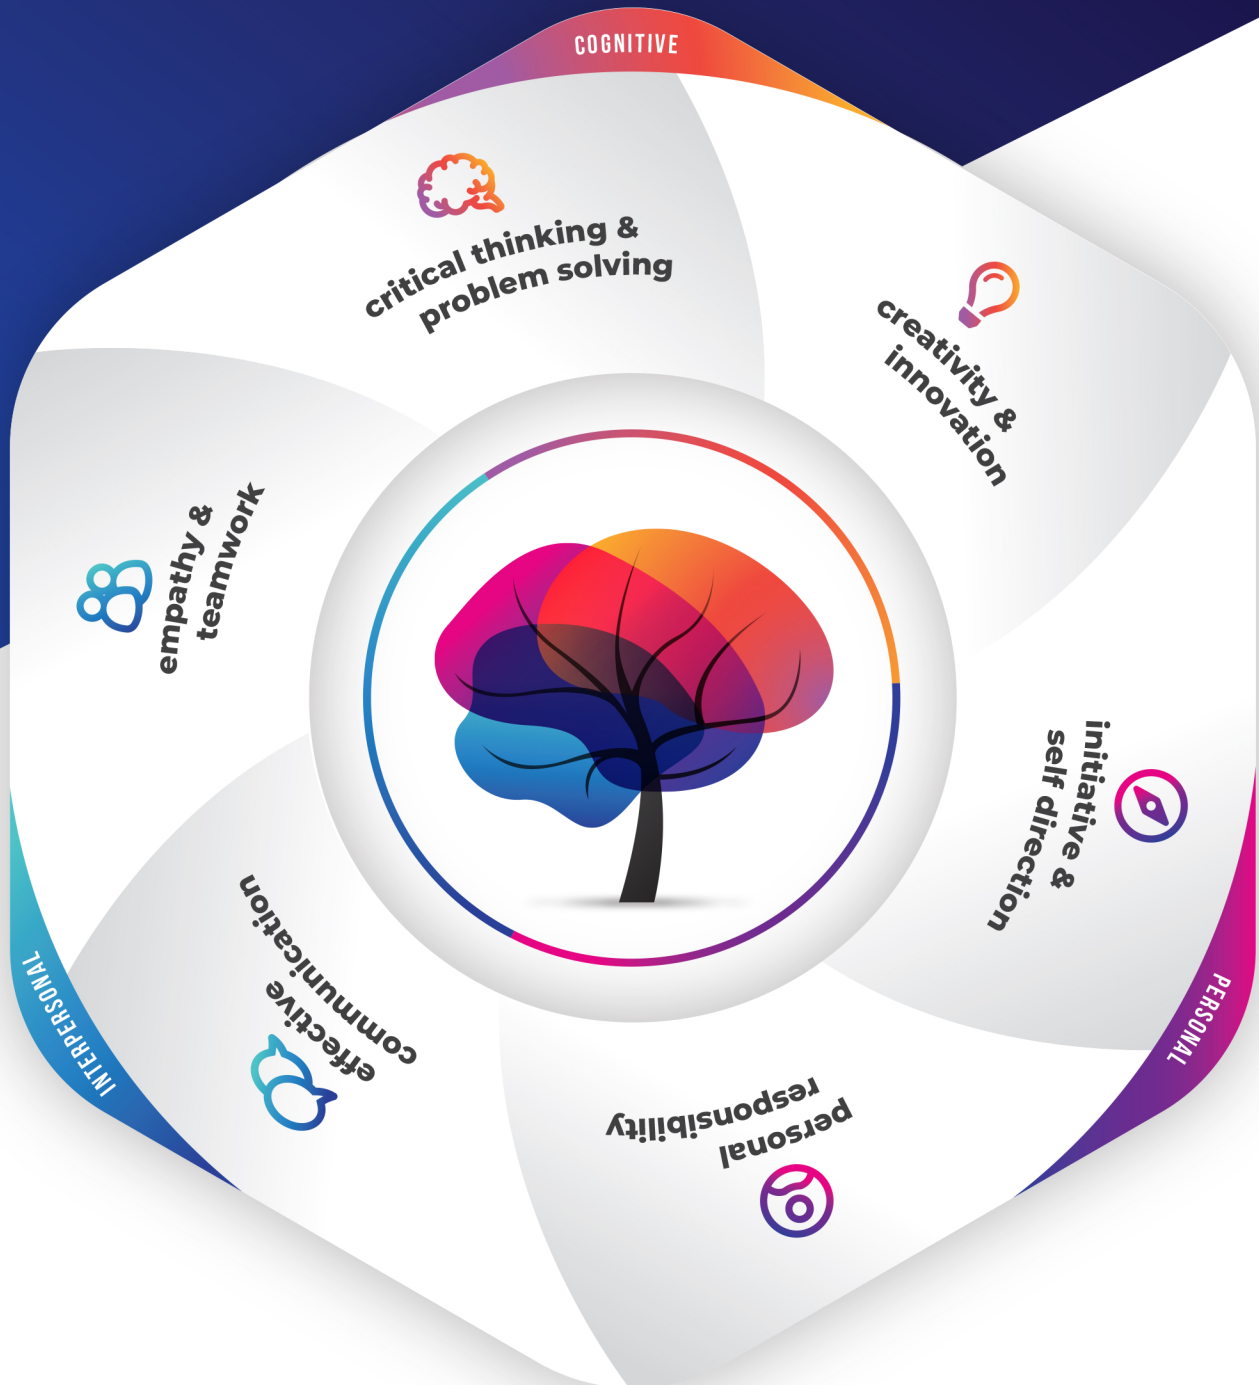 COGNITIVE
critical thinking &
problem solving
creativity &
innovation
initiative &
self direction
PERSONAL
personal
responsibility
effective
communication
INTERPERSONAL
empathy &
teamwork